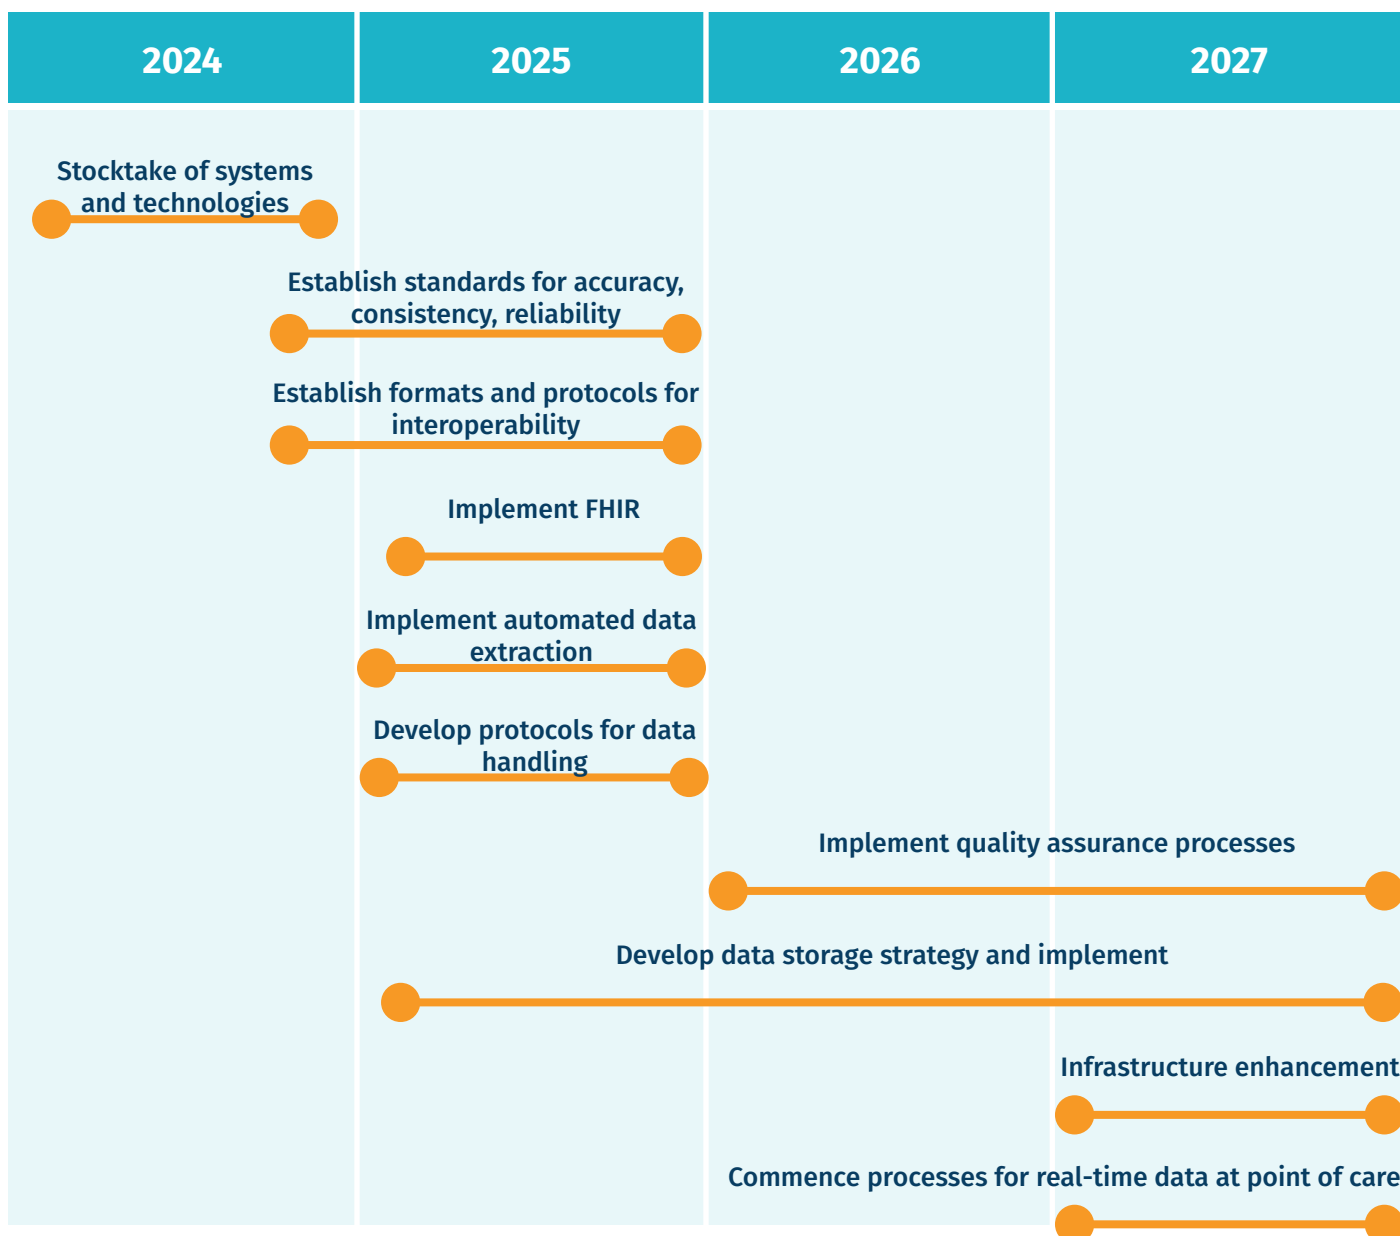 2024
2025
2026
2027
Stocktake of systems
and technologies
Establish standards for accuracy,
consistency, reliability
Establish formats and protocols for
interoperability
Implement FHIR
Implement automated data
extraction
Develop protocols for data
handling
Implement quality assurance processes
Develop data storage strategy and implement
Infrastructure enhancement
Commence processes for real-time data at point of care